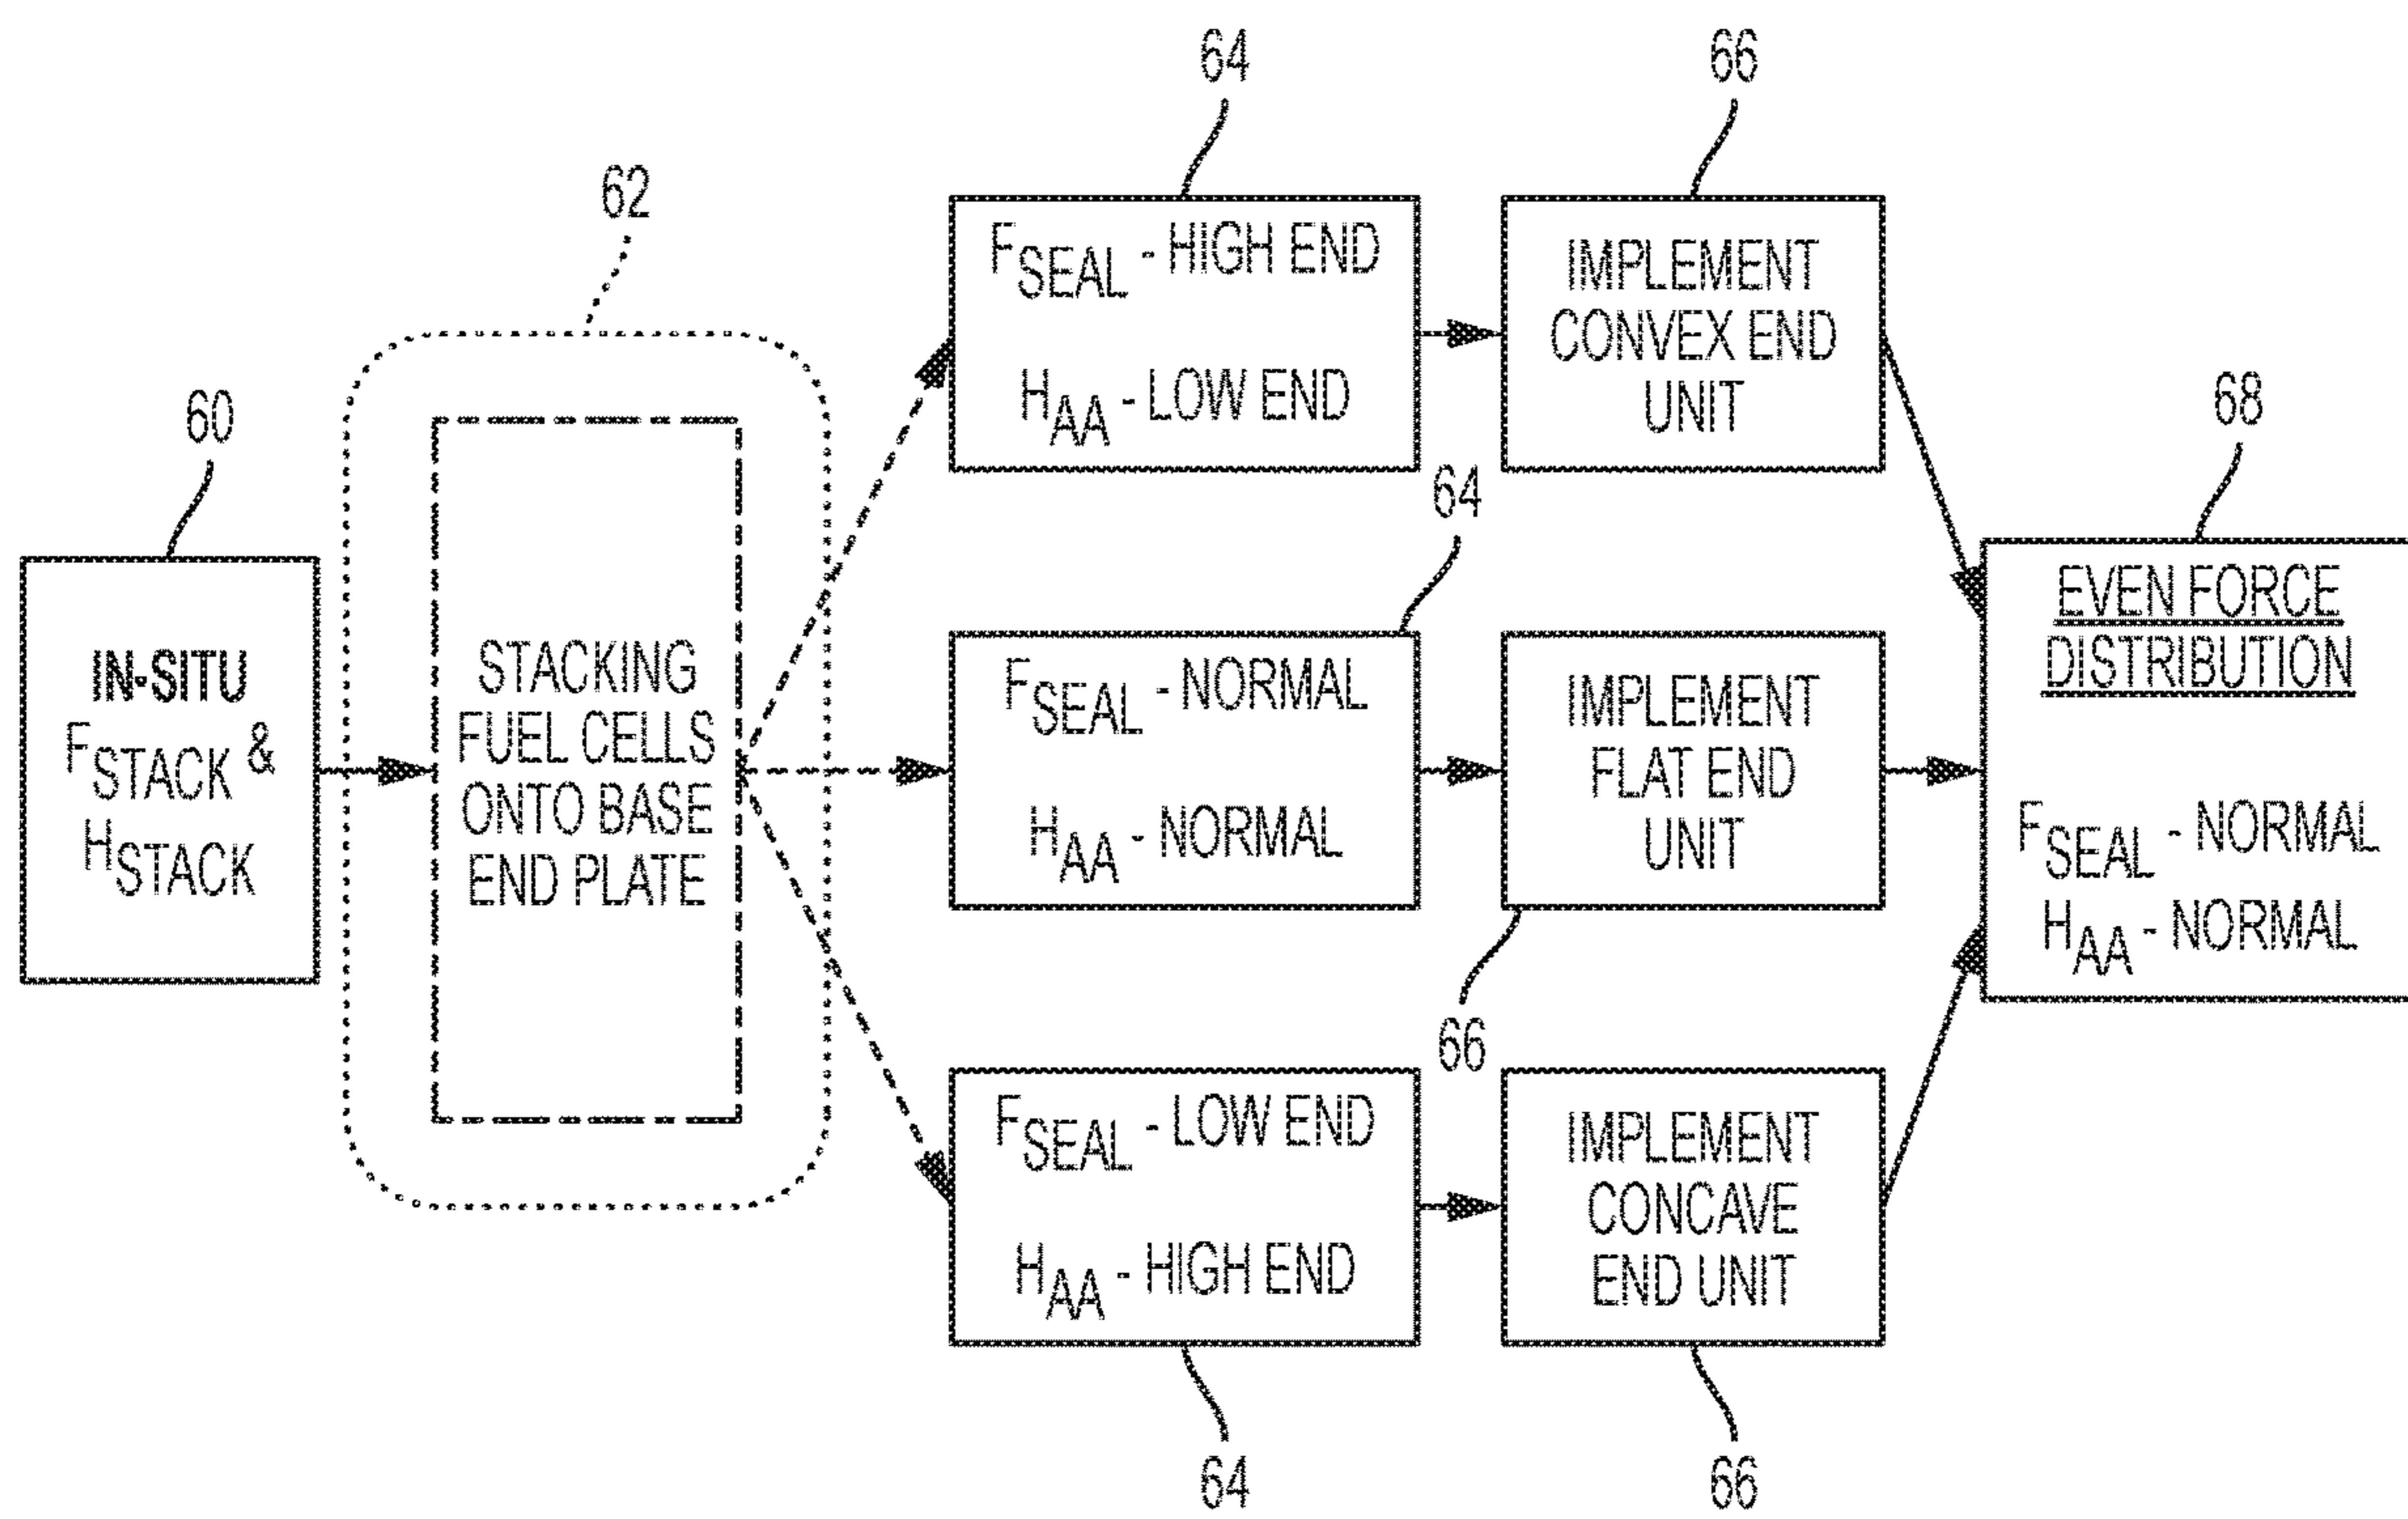 60
IN-SITU
FSTACK &
HSTACK
62
STACKING
FUEL CELLS
ONTO BASE
END PLATE
64
FSEAL - HIGH END
HAA - LOW END
66
IMPLEMENT
CONVEX END
UNIT
64
FSEAL - NORMAL
HAA - NORMAL
IMPLEMENT
FLAT END
UNIT
66
FSEAL - LOW END
HAA - HIGH END
64
IMPLEMENT
CONCAVE
END UNIT
66
68
EVEN FORCE
DISTRIBUTION
FSEAL - NORMAL
HAA - NORMAL